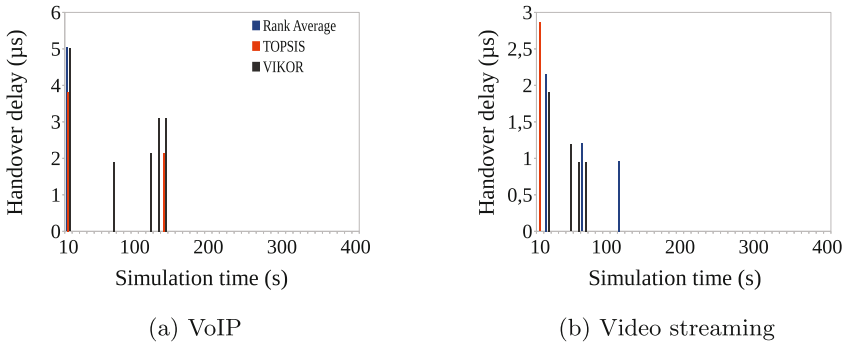 Handover delay (µs)
6
5
4
3
2
1
0
Rank Average
TOPSIS
VIKOR
10 100 200 300 400
Simulation time (s)
(a) VoIP
Handover delay (µs)
3
2,5
2
1,5
1
0,5
0
10 100 200 300 400
Simulation time (s)
(b) Video streaming